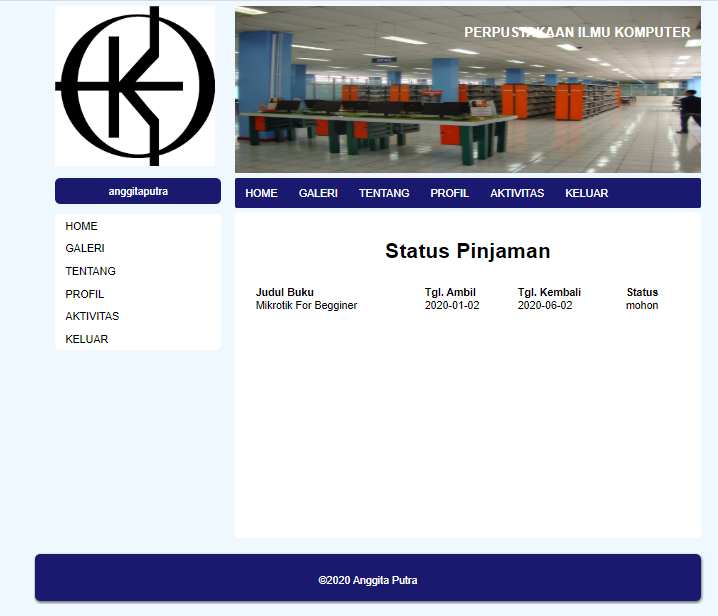 PERPUSTAKAAN ILMU KOMPUTER
anggitaputra
HOME GALERI TENTANG PROFIL AKTIVITAS KELUAR
HOME
GALERI
TENTANG
PROFIL
AKTIVITAS
KELUAR
Status Pinjaman
Judul Buku Tgl. Ambil Tgl. Kembali Status
Mikrotik For Begginer 2020-01-02 2020-06-02 mohon
©2020 Anggita Putra